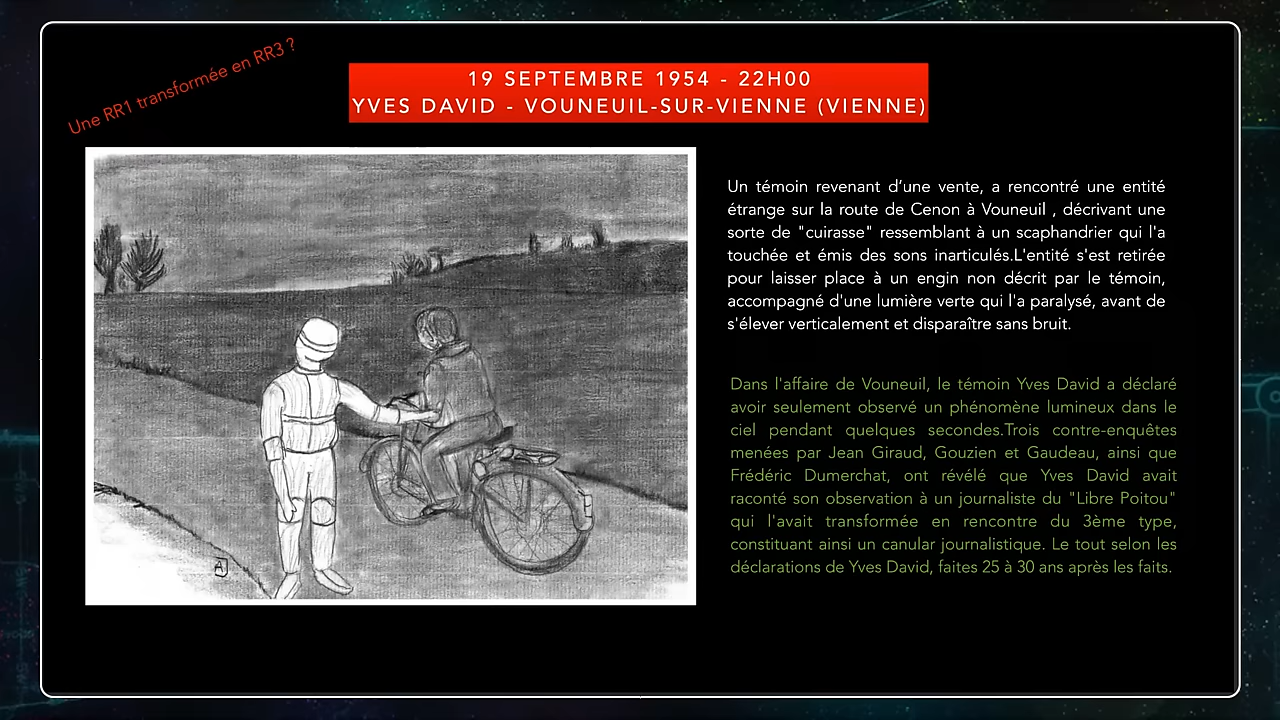 Une RR1 transformée en RR3 ?
19 SEPTEMBRE 1954 - 22H00
YVES DAVID - VOUNEUIL-SUR-VIENNE (VIENNE)
Un témoin revenant d’une vente, a rencontré une entité
étrange sur la route de Cenon à Vouneuil , décrivant une
sorte de "cuirasse" ressemblant à un scaphandrier qui l'a
touchée et émis des sons inarticulés.L'entité s'est retirée
pour laisser place à un engin non décrit par le témoin,
accompagné d'une lumière verte qui l'a paralysé, avant de
s'élever verticalement et disparaître sans bruit.
Dans l'affaire de Vouneuil, le témoin Yves David a déclaré
avoir seulement observé un phénomène lumineux dans le
ciel pendant quelques secondes.Trois contre-enquêtes
menées par Jean Giraud, Gouzien et Gaudeau, ainsi que
Frédéric Dumerchat, ont révélé que Yves David avait
raconté son observation à un journaliste du "Libre Poitou"
qui l'avait transformée en rencontre du 3ème type,
constituant ainsi un canular journalistique. Le tout selon les
déclarations de Yves David, faites 25 à 30 ans après les faits.